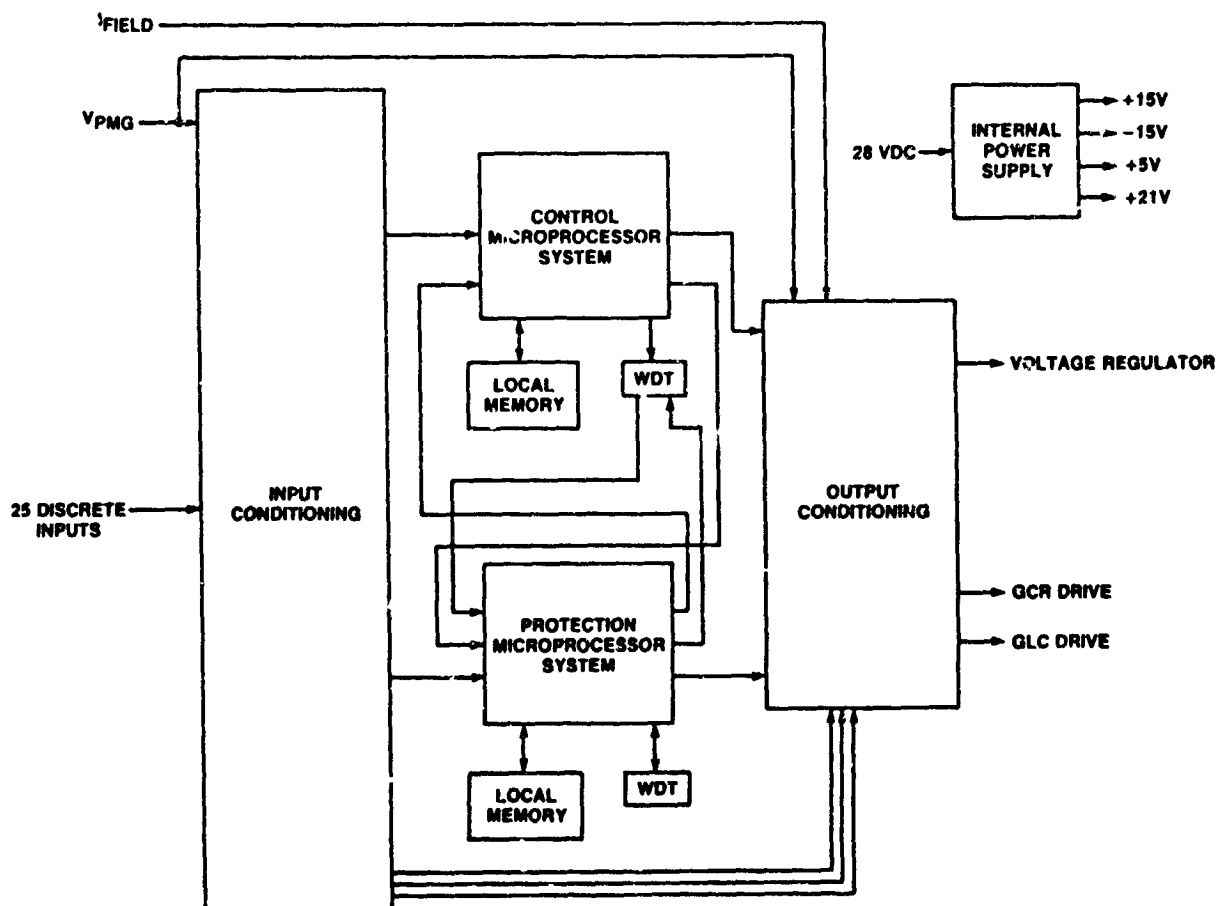 FIELD
VPMG
25 DISCRETE
INPUTS
INPUT
CONDITIONING
CONTROL
MICROPROCESSOR
SYSTEM
LOCAL
MEMORY
WDT
PROTECTION
MICROPROCESSOR
SYSTEM
LOCAL
MEMORY
WDT
28 VDC
INTERNAL
POWER
SUPPLY
+15V
-15V
+5V
+21V
OUTPUT
CONDITIONING
VOLTAGE REGULATOR
GCR DRIVE
GLC DRIVE